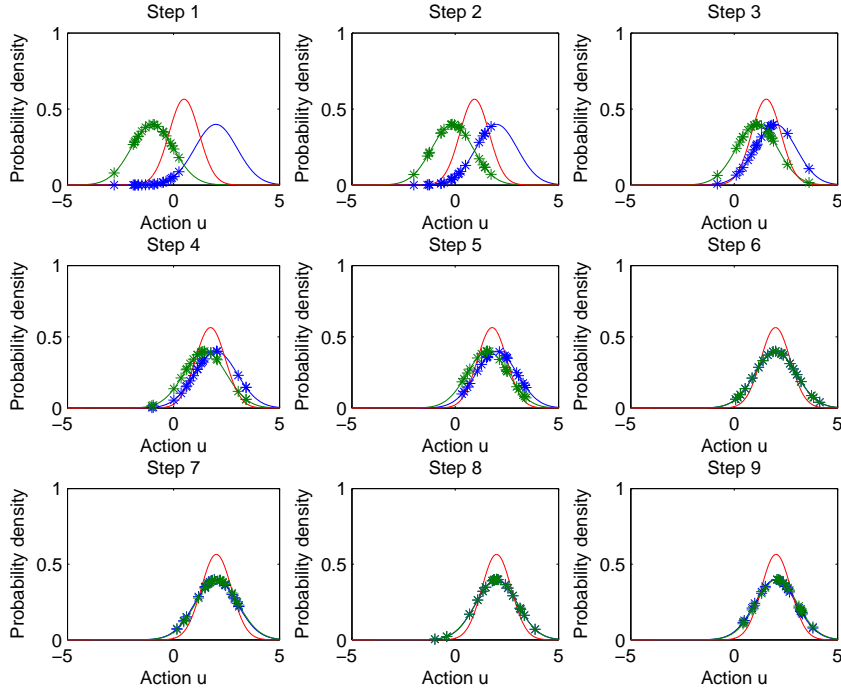 Step 1
Step 2
Step 3
Probability density
1
0.5
0
−5
0
5
Action u
Probability density
1
0.5
0
−5
0
5
Action u
Probability density
1
0.5
0
−5
0
5
Action u
Step 4
Step 5
Step 6
Probability density
1
0.5
0
−5
0
5
Action u
Probability density
1
0.5
0
−5
0
5
Action u
Probability density
1
0.5
0
−5
0
5
Action u
Step 7
Step 8
Step 9
Probability density
1
0.5
0
−5
0
5
Action u
Probability density
1
0.5
0
−5
0
5
Action u
Probability density
1
0.5
0
−5
0
5
Action u